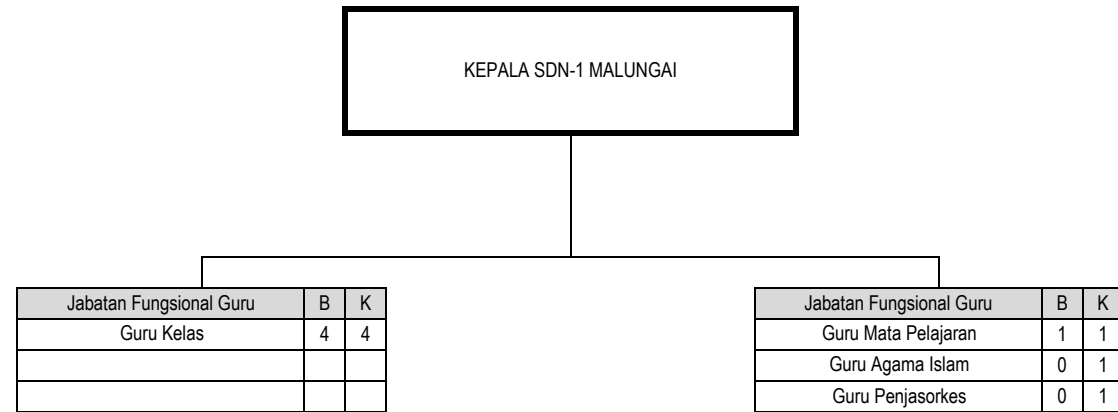 KEPALA SDN-1 MALUNGAI
Jabatan Fungsional Guru B K
Guru Kelas 4 4
Jabatan Fungsional Guru B K
Guru Mata Pelajaran 1 1
Guru Agama Islam 0 1
Guru Penjasorkes 0 1